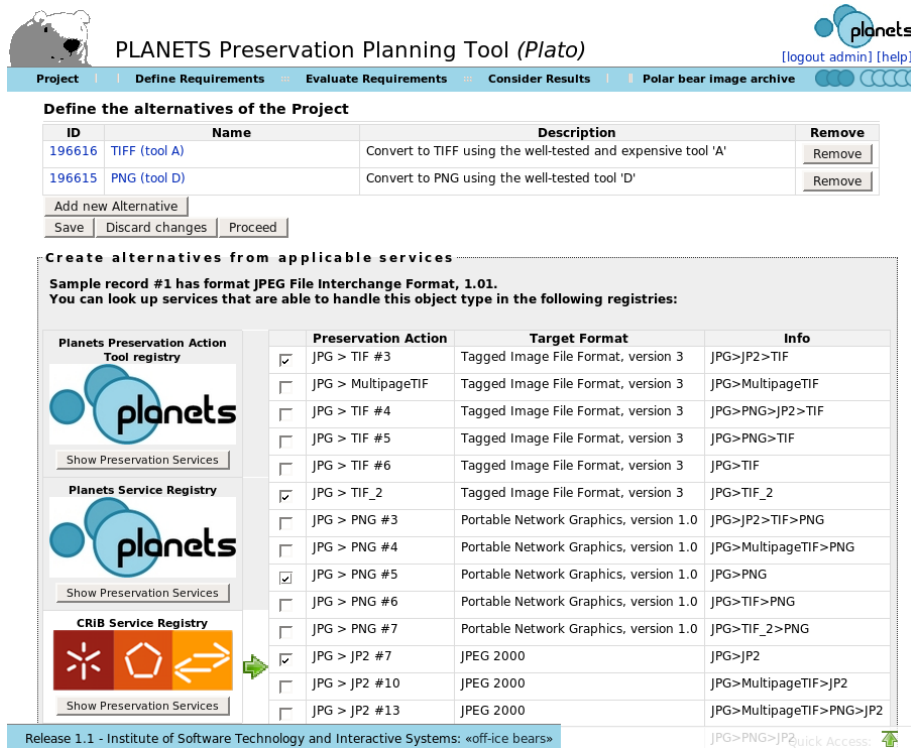 planets
PLANETS Preservation Planning Tool (Plato)
[logout admin] [help]
Project Define Requirements Evaluate Requirements Consider Results Polar bear image archive
Define the alternatives of the Project
ID Name Description Remove
196616 TIFF (tool A) Convert to TIFF using the well-tested and expensive tool 'A' Remove
196615 PNG (tool D) Convert to PNG using the well-tested tool 'D' Remove
Add new Alternative
Save Discard changes Proceed
Create alternatives from applicable services
Sample record #1 has format JPEG File Interchange Format, 1.01.
You can look up services that are able to handle this object type in the following registries:
Planets Preservation Action
Tool registry
planets
Show Preservation Services
Planets Service Registry
planets
Show Preservation Services
CRiB Service Registry
Show Preservation Services
Preservation Action Target Format Info
JPG > TIF #3 Tagged Image File Format, version 3 JPG>JP2>TIF
JPG > MultipageTIF Tagged Image File Format, version 3 JPG>MultipageTIF
JPG > TIF #4 Tagged Image File Format, version 3 JPG>PNG>JP2>TIF
JPG > TIF #5 Tagged Image File Format, version 3 JPG>PNG>TIF
JPG > TIF #6 Tagged Image File Format, version 3 JPG>TIF
JPG > TIF_2 Tagged Image File Format, version 3 JPG>TIF_2
JPG > PNG #3 Portable Network Graphics, version 1.0 JPG>JP2>TIF>PNG
JPG > PNG #4 Portable Network Graphics, version 1.0 JPG>MultipageTIF>PNG
JPG > PNG #5 Portable Network Graphics, version 1.0 JPG>PNG
JPG > PNG #6 Portable Network Graphics, version 1.0 JPG>TIF>PNG
JPG > PNG #7 Portable Network Graphics, version 1.0 JPG>TIF_2>PNG
JPG > JP2 #7 JPEG 2000 JPG>JP2
JPG > JP2 #10 JPEG 2000 JPG>MultipageTIF>JP2
JPG > JP2 #13 JPEG 2000 JPG>MultipageTIF>PNG>JP2
JPG>PNG>JP2
Release 1.1 - Institute of Software Technology and Interactive Systems: «off-ice bears» Quick Access: